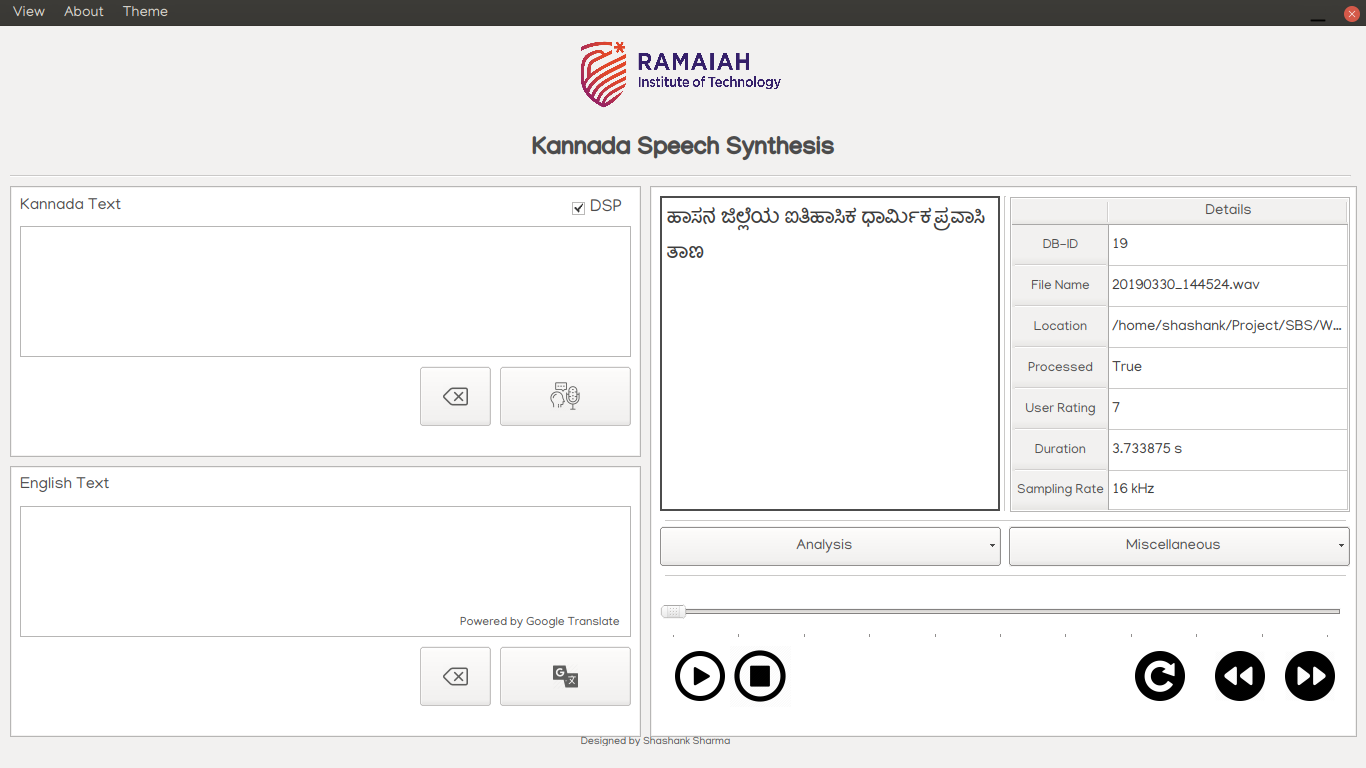 View About Theme
RAMAIAH
Institute of Technology
Kannada Speech Synthesis
Kannada Text
DSP
English Text
Powered by Google Translate
ಹಾಸನ ಜಿಲ್ಲೆಯ ಐತಿಹಾಸಿಕ ಧಾರ್ಮಿಕ ಪ್ರವಾಸಿ
ತಾಣ
Details
DB-ID 19
File Name 20190330_144524.wav
Location /home/shashank/Project/SBS/W...
Processed True
User Rating 7
Duration 3.733875 s
Sampling Rate 16 kHz
Analysis
Miscellaneous
Designed by Shashank Sharma